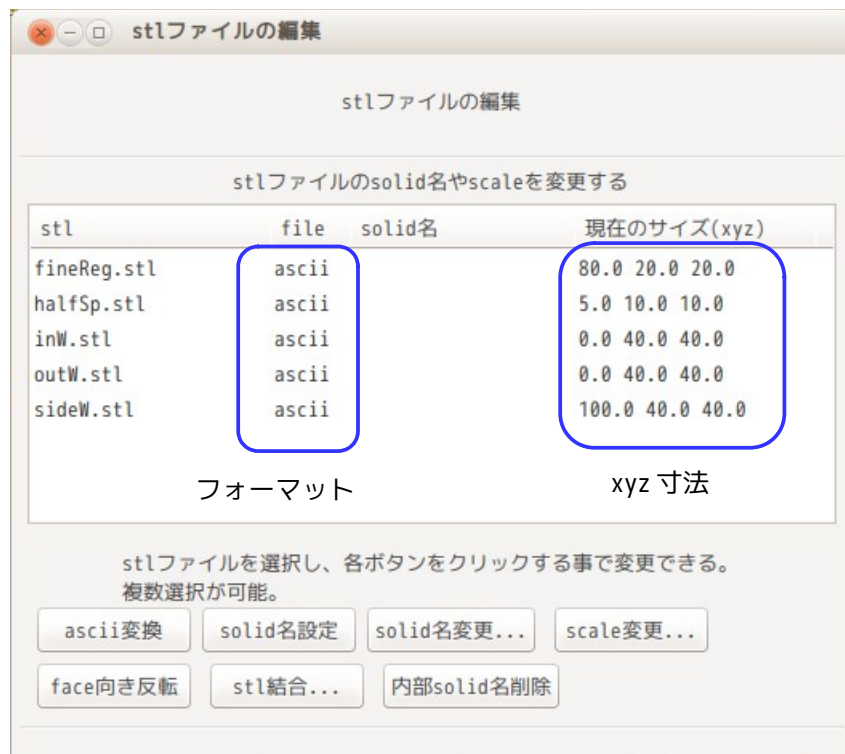 stlファイルの編集
stlファイルの編集
stlファイルのsolid名やscaleを変更する
stl file solid名 現在のサイズ(xyz)
fineReg.stl ascii 80.0 20.0 20.0
halfSp.stl ascii 5.0 10.0 10.0
inW.stl ascii 0.0 40.0 40.0
outW.stl ascii 0.0 40.0 40.0
sideW.stl ascii 100.0 40.0 40.0
フォーマット xyz 寸法
stlファイルを選択し、各ボタンをクリックする事で変更できる。
複数選択が可能。
ascii変換 solid名設定 solid名変更... scale変更...
face向き反転 stl結合... 内部solid名削除